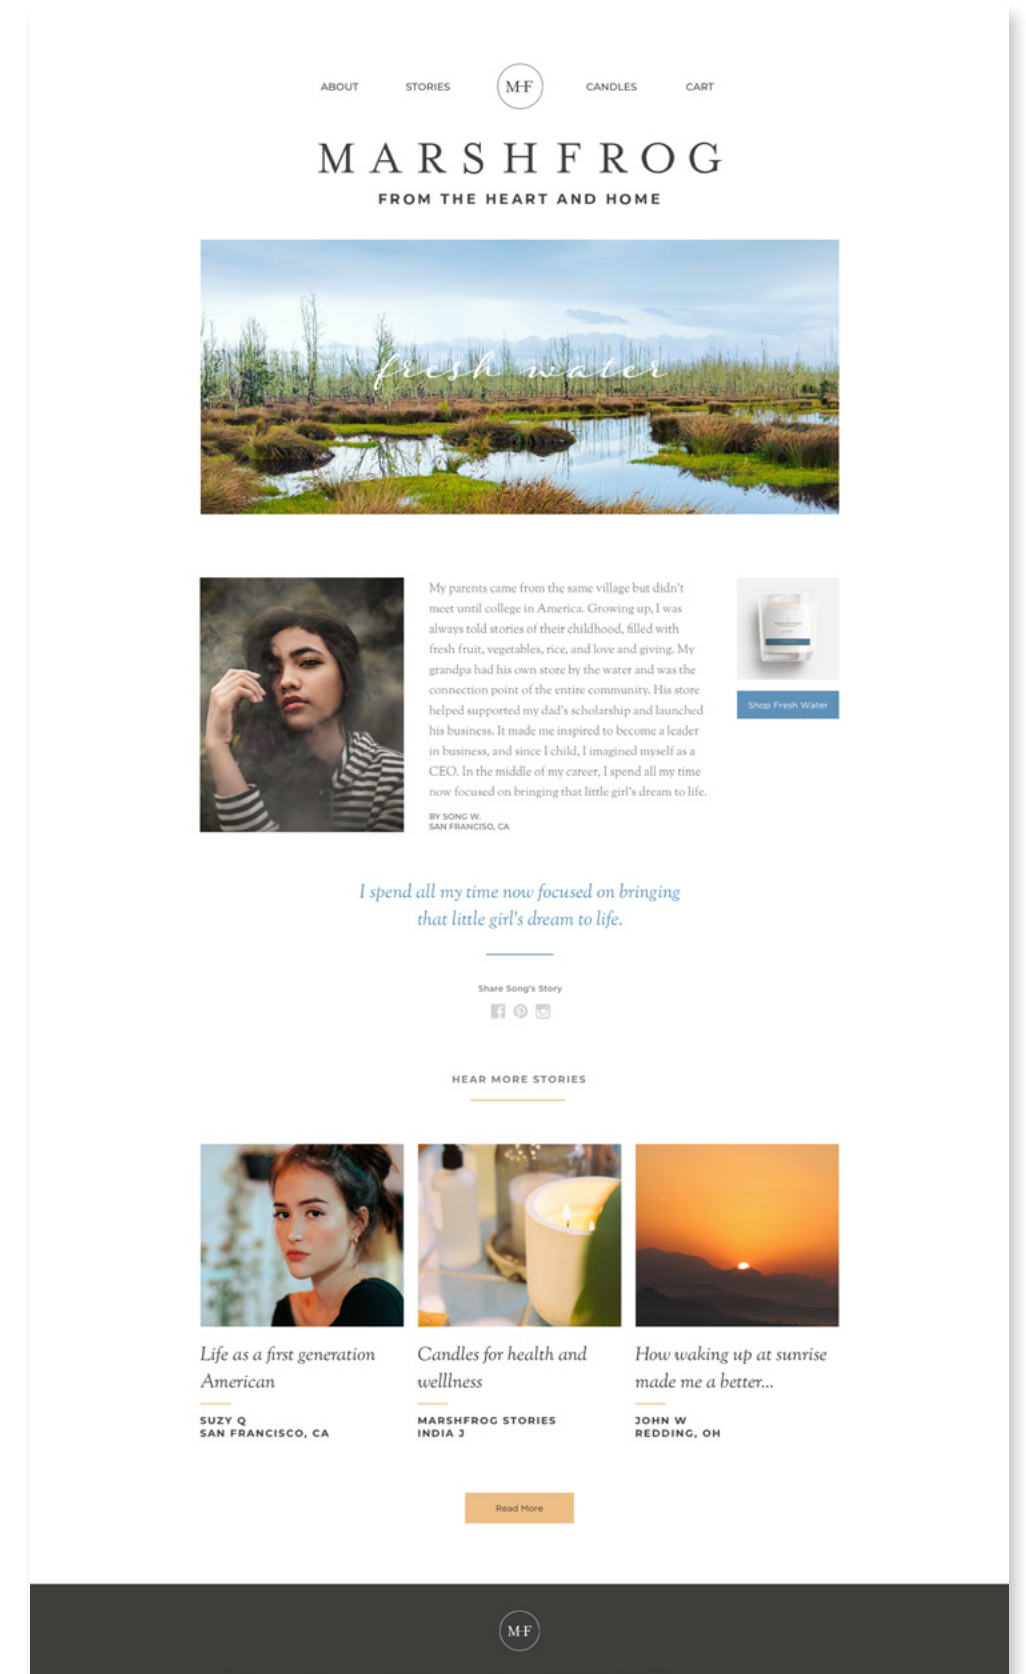 ABOUT
STORIES
MHF
CANDLES
CART
MARSHFROG
FROM THE HEART AND HOME
fresh water
My parents came from the same village but didn't
meet until college in America. Growing up, I was
always told stories of their childhood, filled with
fresh fruit, vegetables, rice, and love and giving. My
grandpa had his own store by the water and was the
connection point of the entire community. His store
helped supported my dad's scholarship and launched
his business. It made me inspired to become a leader
in business, and since I child, I imagined myself as a
CEO. In the middle of my career, I spend all my time
now focused on bringing that little girl's dream to life.
BY SONG W.
SAN FRANCISO, CA
MARSHFROG
Shop Fresh Water
I spend all my time now focused on bringing
that little girl's dream to life.
Share Song's Story
HEAR MORE STORIES
Life as a first generation
American
SUZY Q
SAN FRANCISCO, CA
Candles for health and
welllness
MARSHFROG STORIES
INDIA J
How waking up at sunrise
made me a better...
JOHN W
REDDING, OH
Read More
MHF